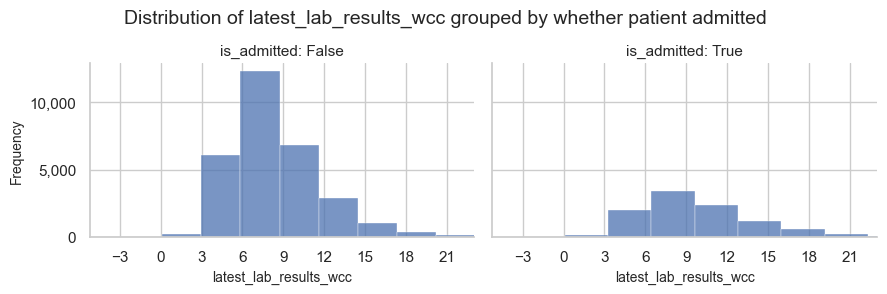 Distribution of latest_lab_results_wcc grouped by whether patient admitted
is_admitted: False
is_admitted: True
Frequency
10,000
5,000
0
−3 0 3 6 9 12 15 18 21
−3 0 3 6 9 12 15 18 21
latest_lab_results_wcc
latest_lab_results_wcc